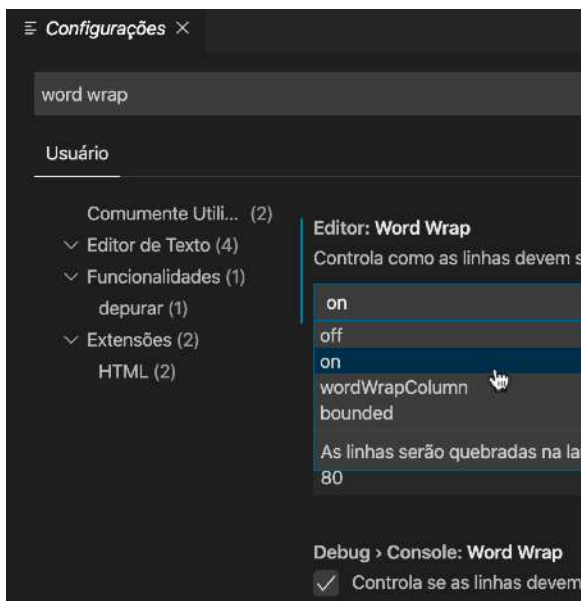 Configurações
word wrap
Usuário
Comumente Utili... (2)
Editor de Texto (4)
Funcionalidades (1)
depurar (1)
Extensões (2)
HTML (2)
Editor: Word Wrap
Controla como as linhas devem s
on
off
on
wordWrapColumn
bounded
As linhas serão quebradas na la
80
Debug › Console: Word Wrap
Controla se as linhas devem